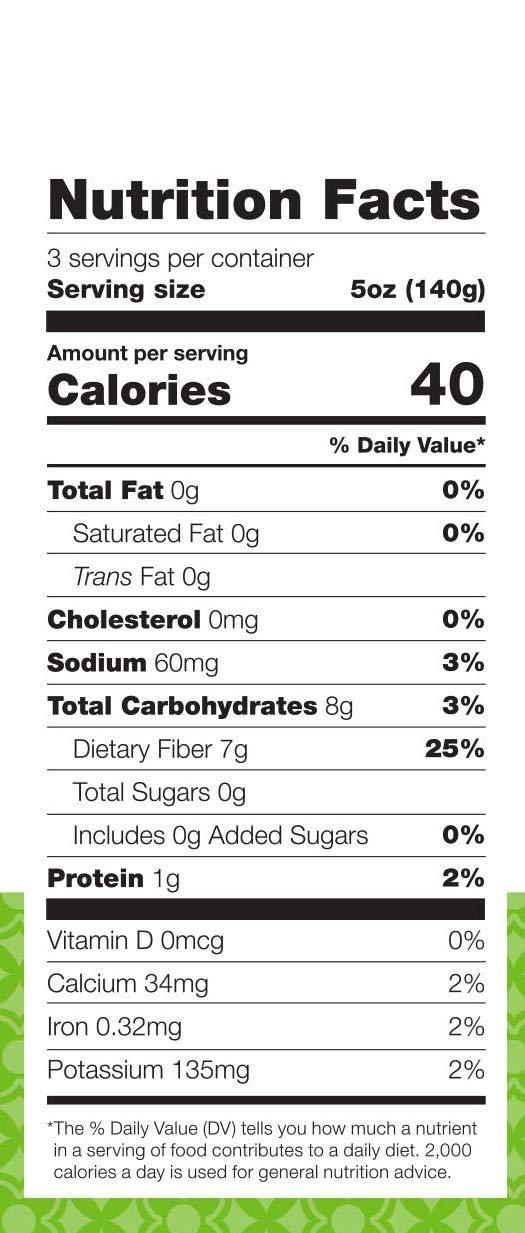 Nutrition Facts
3 servings per container
Serving size 5oz (140g)
Amount per serving
Calories 40
% Daily Value*
Total Fat 0g 0%
Saturated Fat 0g 0%
Trans Fat 0g
Cholesterol 0mg 0%
Sodium 60mg 3%
Total Carbohydrates 8g 3%
Dietary Fiber 7g 25%
Total Sugars 0g
Includes 0g Added Sugars 0%
Protein 1g 2%
Vitamin D 0mcg 0%
Calcium 34mg 2%
Iron 0.32mg 2%
Potassium 135mg 2%
*The % Daily Value (DV) tells you how much a nutrient
in a serving of food contributes to a daily diet. 2,000
calories a day is used for general nutrition advice.